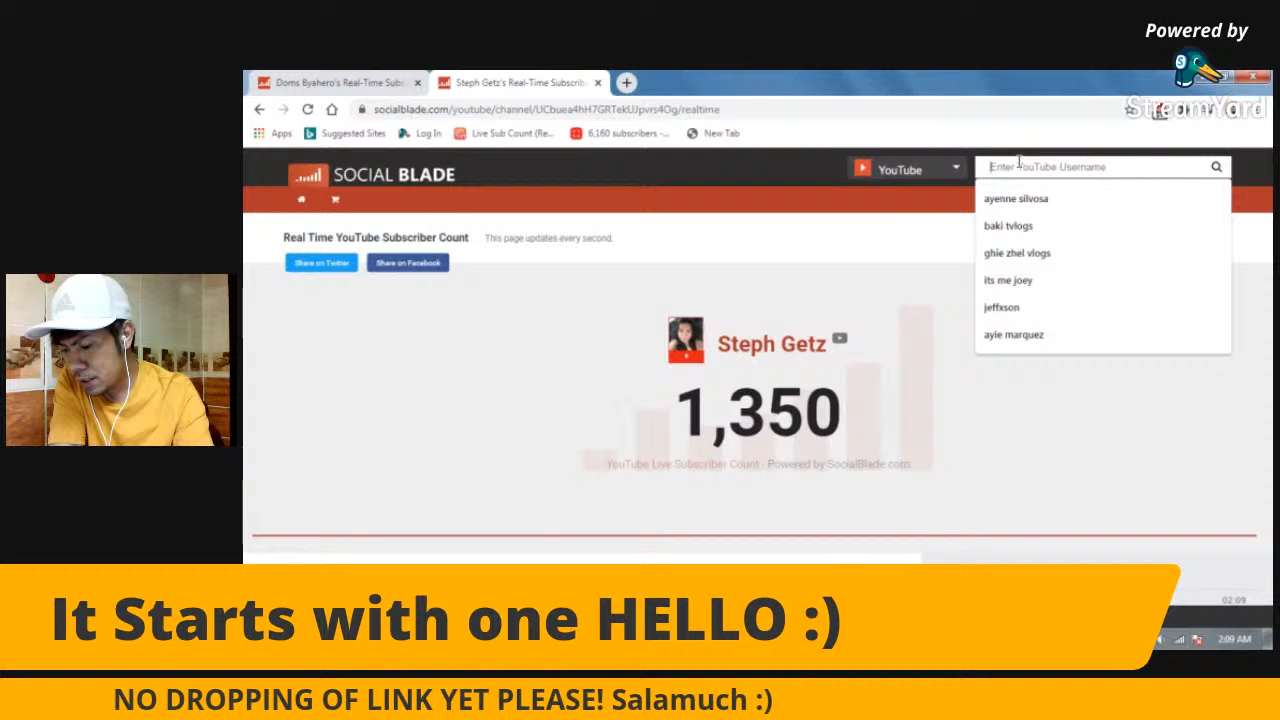 Powered by
StreamYard
Doms Byahero's Real-Time Subsc
Steph Getz's Real-Time Subscrib
socialblade.com/youtube/channel/UCbuea4hH7GRTekUJpvrs4Og/realtime
Apps
Suggested Sites
Log In
Live Sub Count (Re...
6,160 subscribers -...
New Tab
SOCIAL BLADE
YouTube
Enter YouTube Username
ayenne silvosa
baki tvlogs
ghie zhel vlogs
its me joey
jeffxson
ayie marquez
Real Time YouTube Subscriber Count
This page updates every second.
Share on Twitter
Share on Facebook
Steph Getz
1,350
YouTube Live Subscriber Count - Powered by SocialBlade.com
02:09
2:09 AM
It Starts with one HELLO :)
NO DROPPING OF LINK YET PLEASE! Salamuch :)